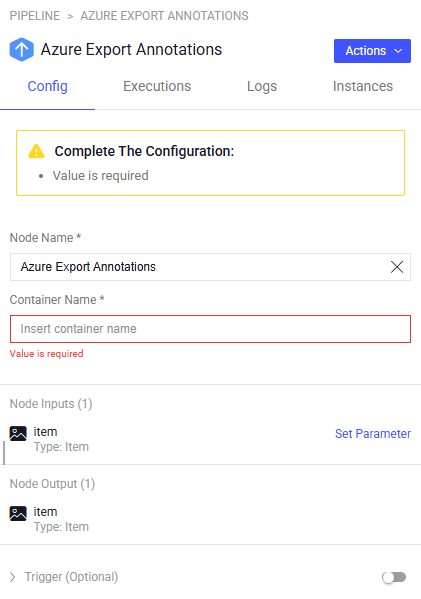 PIPELINE > AZURE EXPORT ANNOTATIONS
Azure Export Annotations
Actions
Config
Executions
Logs
Instances
Complete The Configuration:
• Value is required
Node Name *
Azure Export Annotations
Container Name *
Insert container name
Value is required
Node Inputs (1)
item
Set Parameter
Type: Item
Node Output (1)
item
Type: Item
Trigger (Optional)